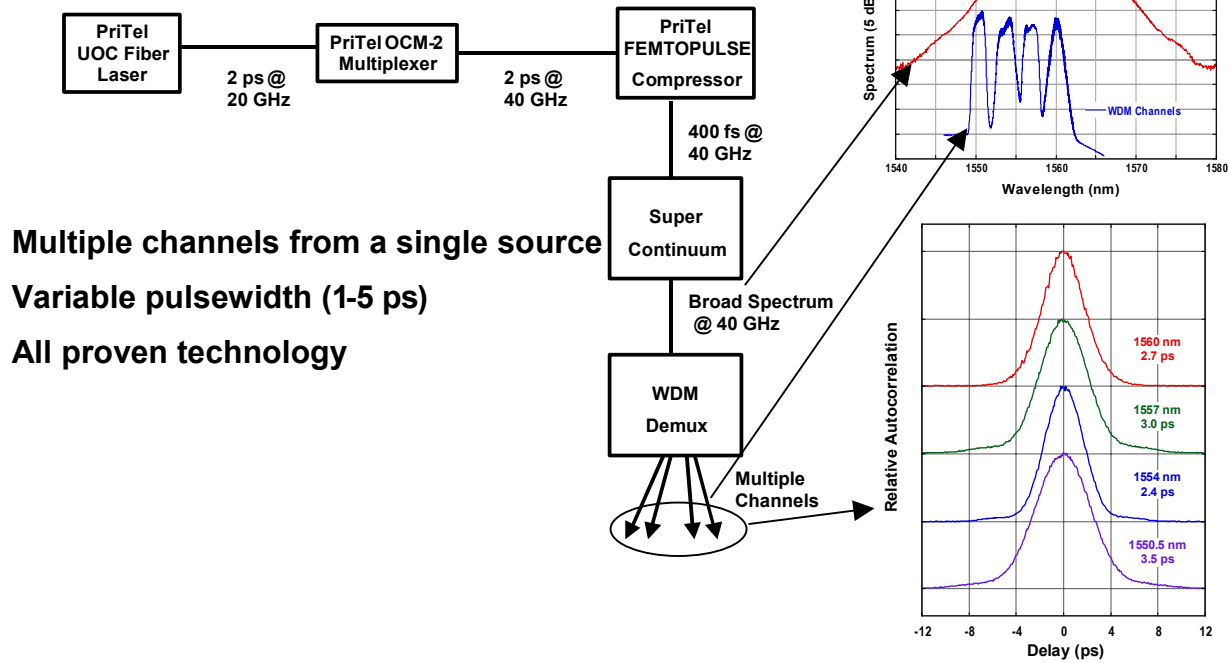 PriTel
UOC Fiber
Laser
2 ps @
20 GHz
PriTel OCM-2
Multiplexer
2 ps @
40 GHz
PriTel
FEMTOPULSE
Compressor
400 fs @
40 GHz
Super
Continuum
Broad Spectrum
@ 40 GHz
WDM
Demux
Multiple
Channels
Multiple channels from a single source
Variable pulsewidth (1-5 ps)
All proven technology
Spectrum (5 dB
WDM Channels
1540 1550 1560 1570 1580
Wavelength (nm)
Relative Autocorrelation
1560 nm
2.7 ps
1557 nm
3.0 ps
1554 nm
2.4 ps
1550.5 nm
3.5 ps
-12 -8 -4 0 4 8 12
Delay (ps)